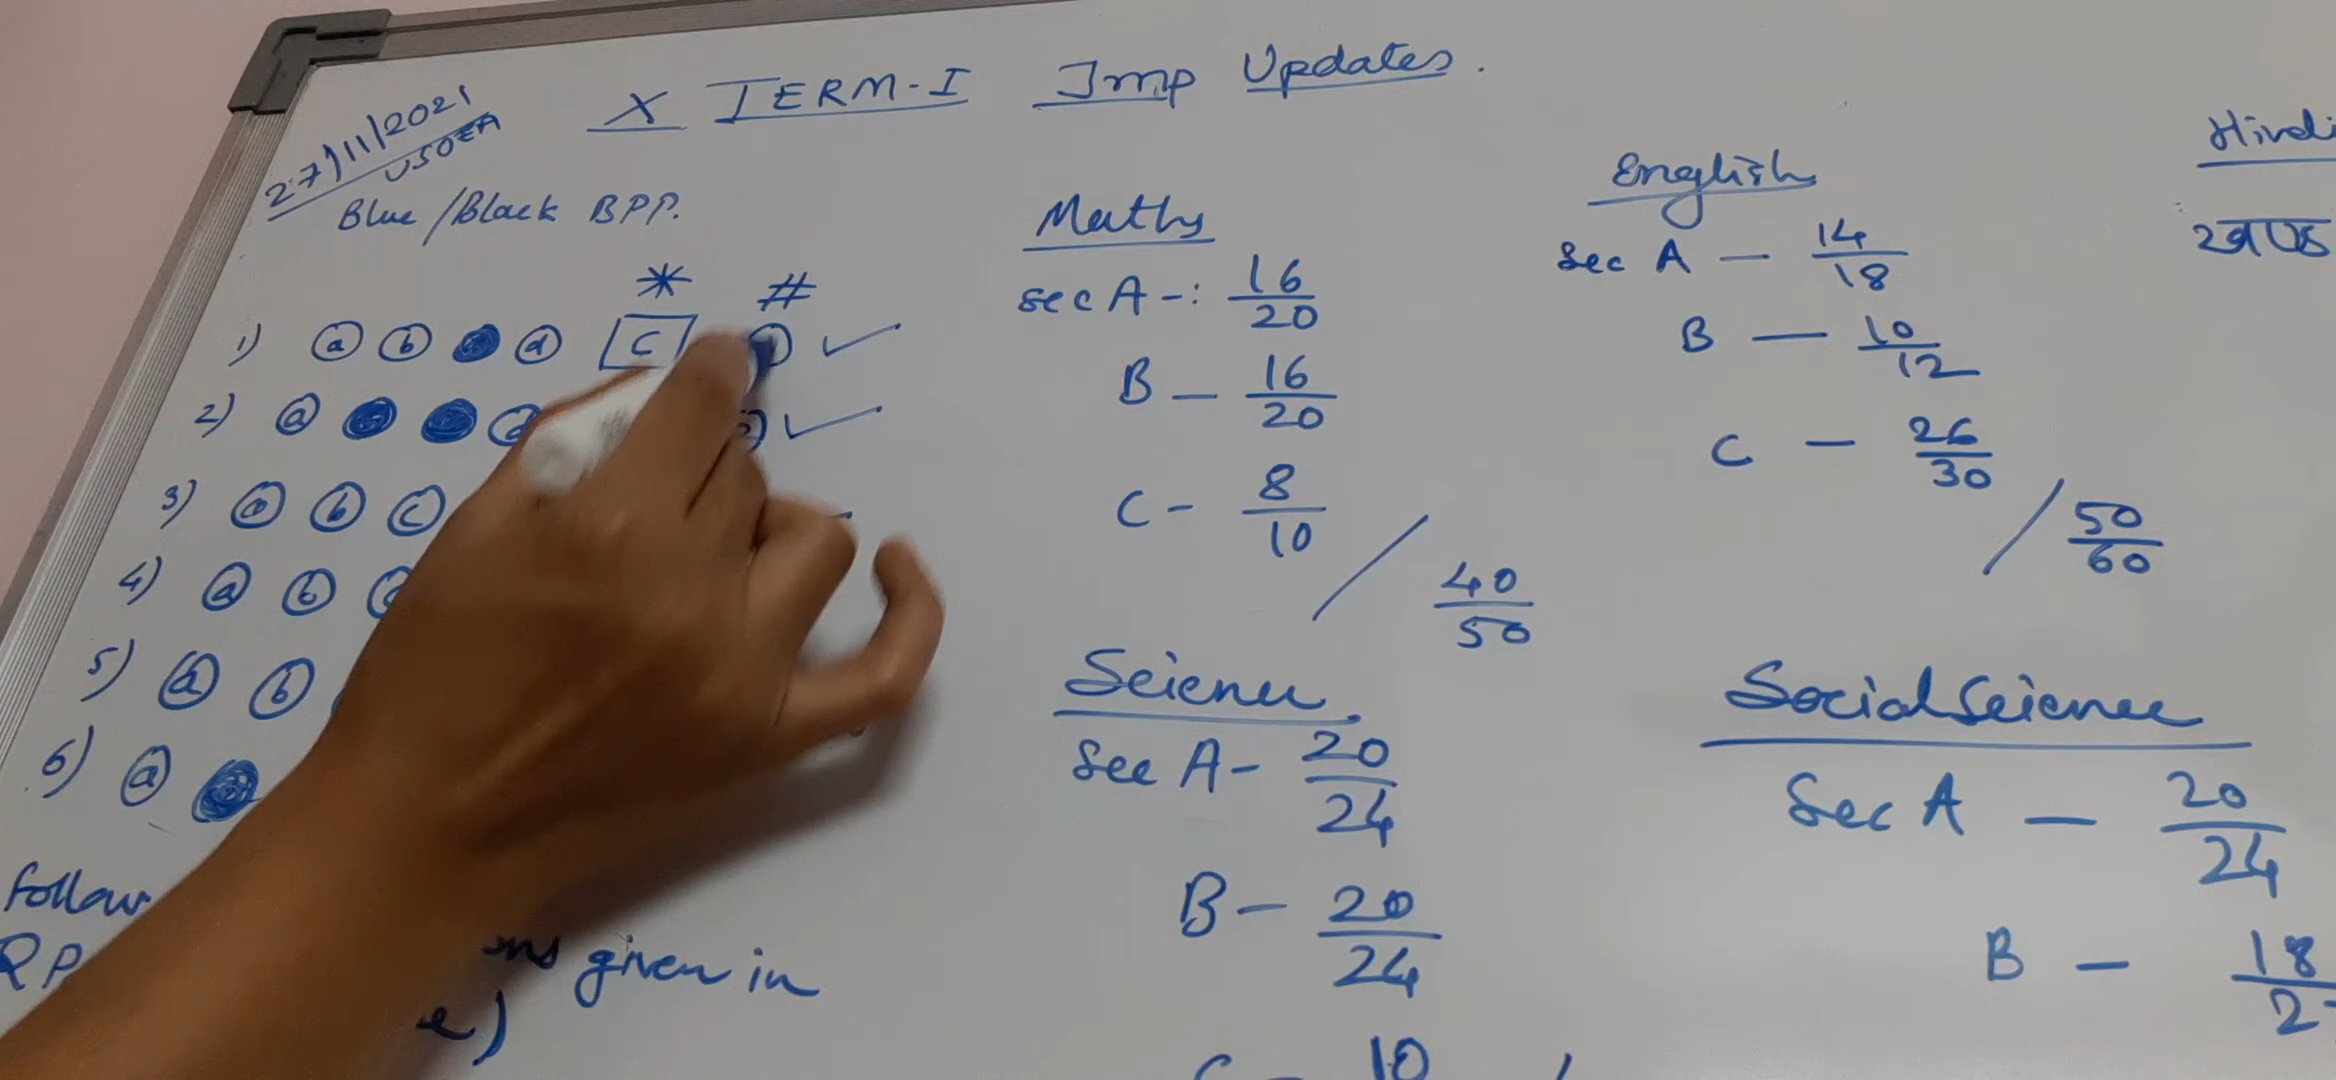 X TERM-I Imp Updates.
27/11/2021
Blue/Black BPP.
* #
1) a b d C
2) a
3) a b c
4) a b
5) a b
6) a
follow
given in
Maths
sec A-: 16/20
B - 16/20
C - 8/10
40/50
English
Sec A - 14/18
B - 10/12
C - 26/30
50/60
Hindi
Science
Sec A - 20/24
B - 20/24
10
Social Science
Sec A - 20/24
B - 18